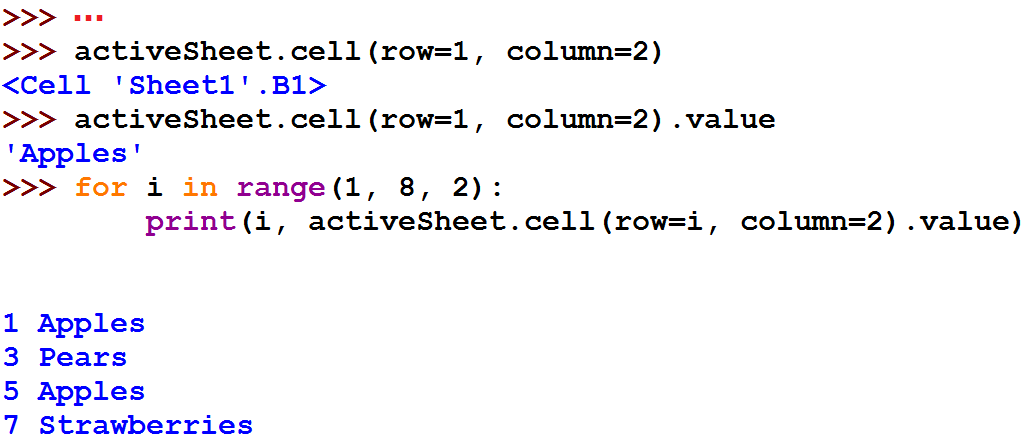 >>> ...
>>> activeSheet.cell(row=1, column=2)
<Cell 'Sheet1'.B1>
>>> activeSheet.cell(row=1, column=2).value
'Apples'
>>> for i in range(1, 8, 2):
        print(i, activeSheet.cell(row=i, column=2).value)
1 Apples
3 Pears
5 Apples
7 Strawberries